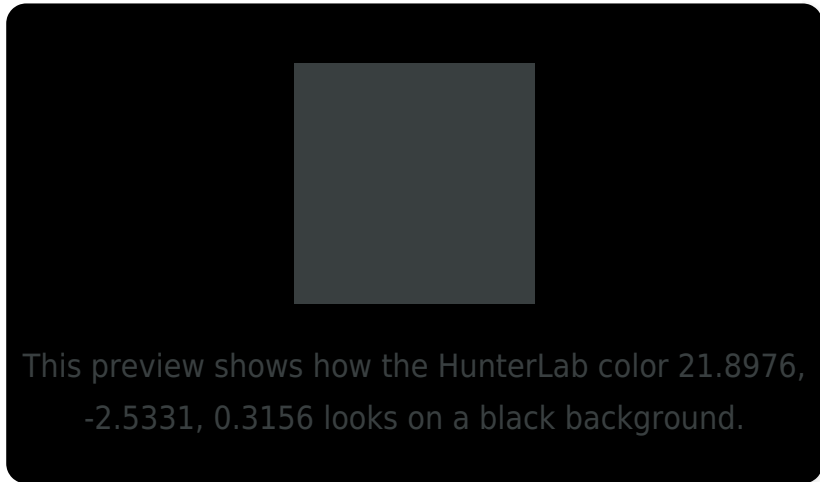 This preview shows how the HunterLab color 21.8976,
-2.5331, 0.3156 looks on a black background.